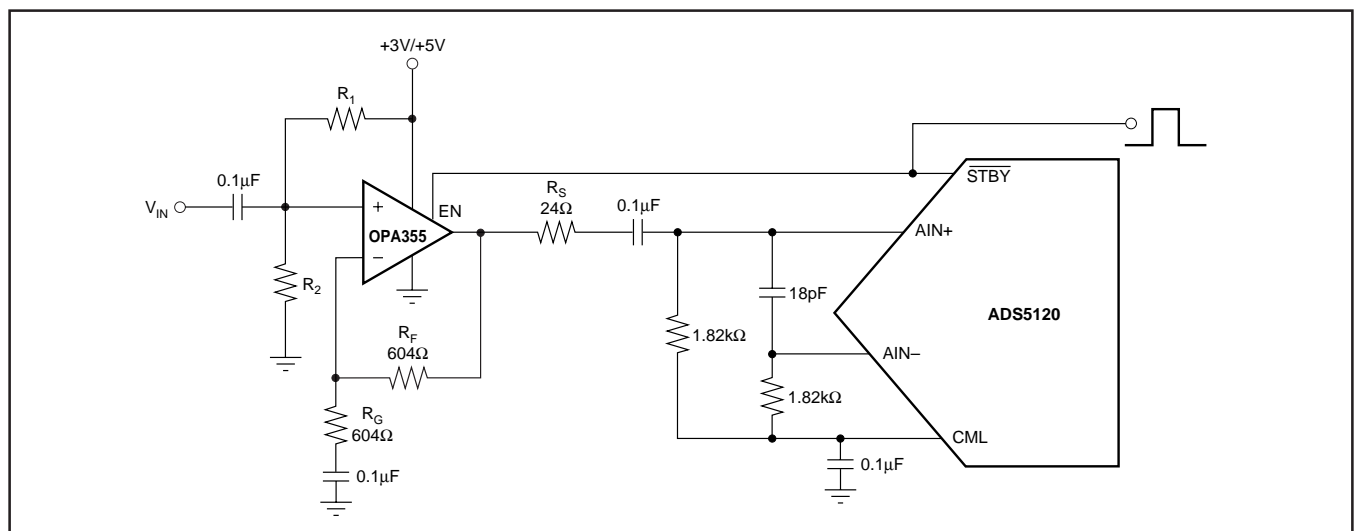 +3V/+5V
R1
0.1μF
VIN
+
EN
OPA355
−
R2
RS
24Ω
0.1μF
STBY
AIN+
18pF
ADS5120
1.82kΩ
AIN–
1.82kΩ
RF
604Ω
RG
604Ω
0.1μF
CML
0.1μF